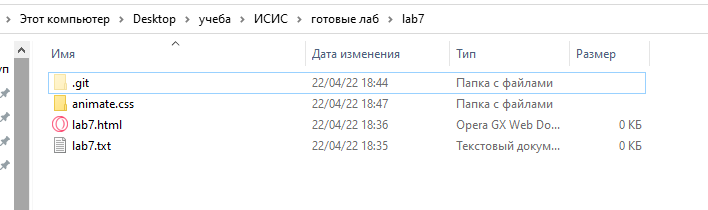 Этот компьютер › Desktop › учеба › ИСИС › готовые лаб › lab7
Имя Дата изменения Тип Размер
.git 22/04/22 18:44 Папка с файлами
animate.css 22/04/22 18:47 Папка с файлами
lab7.html 22/04/22 18:36 Opera GX Web Do... 0 КБ
lab7.txt 22/04/22 18:35 Текстовый докум... 0 КБ